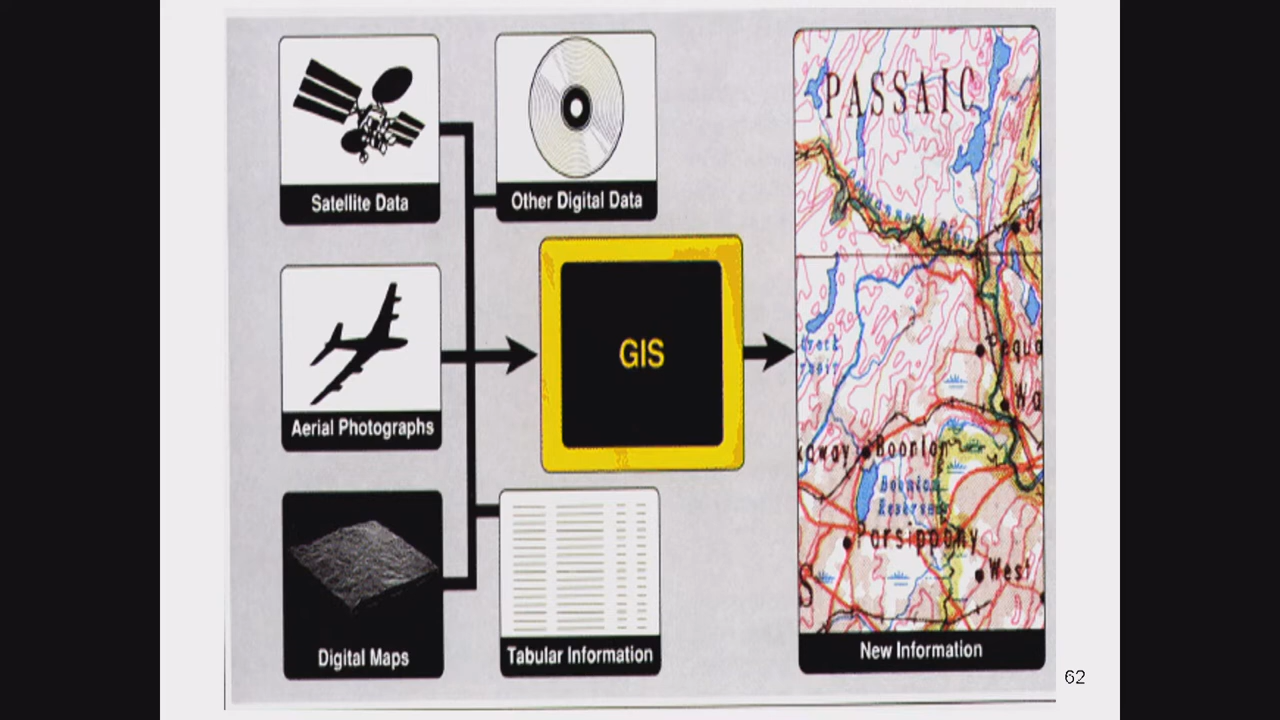 Satellite Data
Other Digital Data
PASSAIC
Aerial Photographs
GIS
Boonton
Boonton
Parsippany
West
Digital Maps
Tabular Information
New Information
62